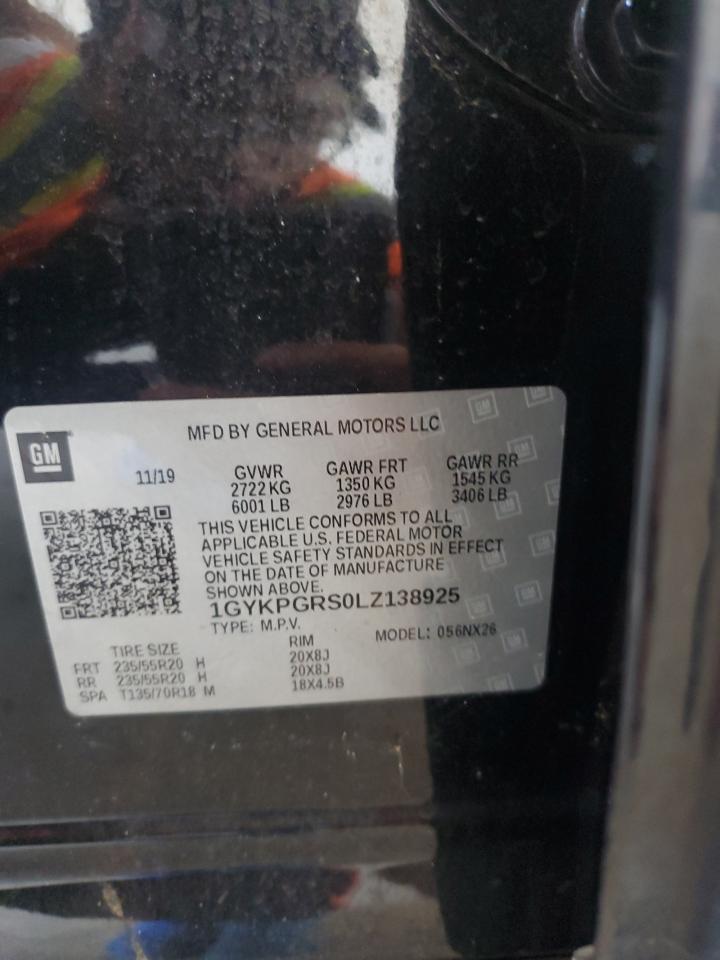 GM
MFD BY GENERAL MOTORS LLC
11/19
GVWR
2722 KG
6001 LB
GAWR FRT
1350 KG
2976 LB
GAWR RR
1545 KG
3406 LB
THIS VEHICLE CONFORMS TO ALL
APPLICABLE U.S. FEDERAL MOTOR
VEHICLE SAFETY STANDARDS IN EFFECT
ON THE DATE OF MANUFACTURE
SHOWN ABOVE.
1GYKPGRS0LZ138925
TYPE: M.P.V.
MODEL: 056NX26
TIRE SIZE RIM
FRT 235/55R20 H 20X8J
RR 235/55R20 H 20X8J
SPA T135/70R18 M 18X4.5B